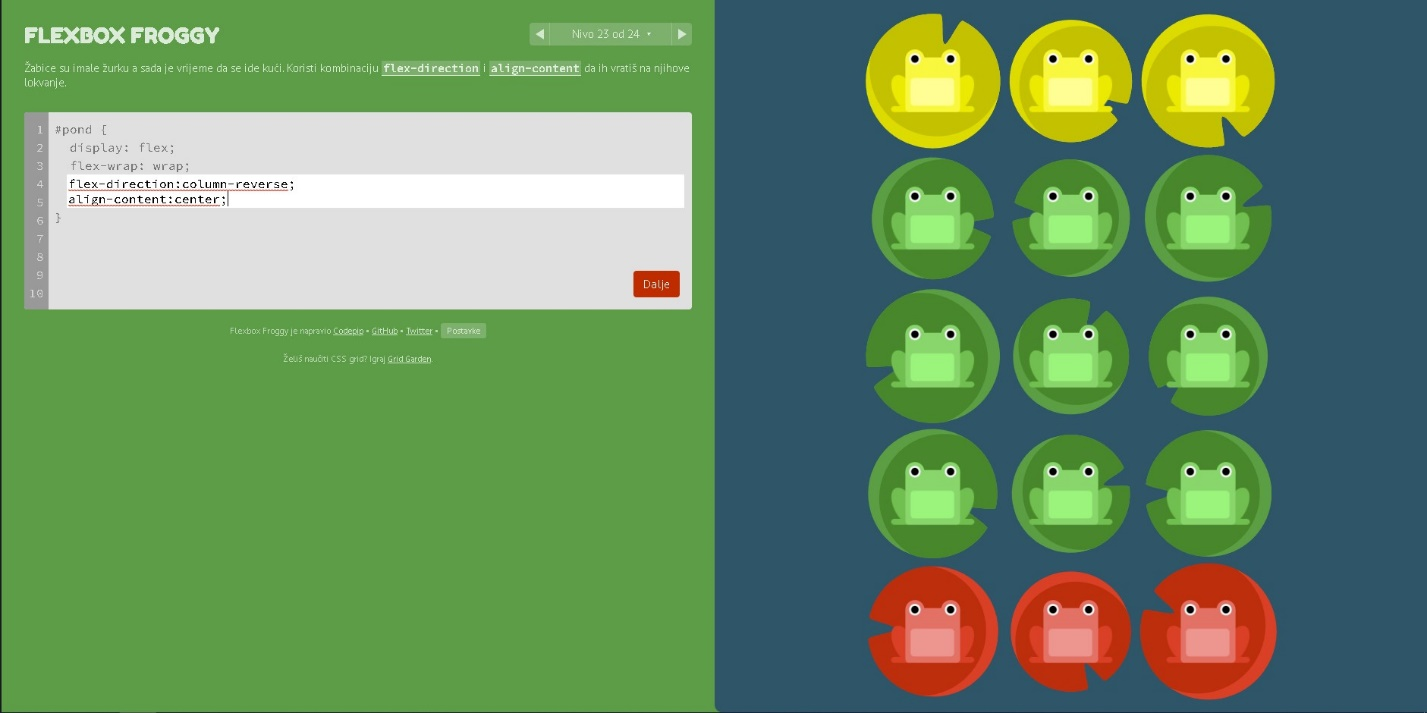 FLEXBOX FROGGY
◀ Nivo 23 od 24 ▾ ▶
Žabice su imale žurku a sada je vrijeme da se ide kući. Koristi kombinaciju flex-direction i align-content da ih vratiš na njihove
lokvanje.
1 #pond {
2 display: flex;
3 flex-wrap: wrap;
4 flex-direction:column-reverse;
5 align-content:center;
6 }
7
8
9
10
Dalje
Flexbox Froggy je napravio Codepip • GitHub • Twitter • Postavke
Želiš naučiti CSS grid? Igraj Grid Garden.